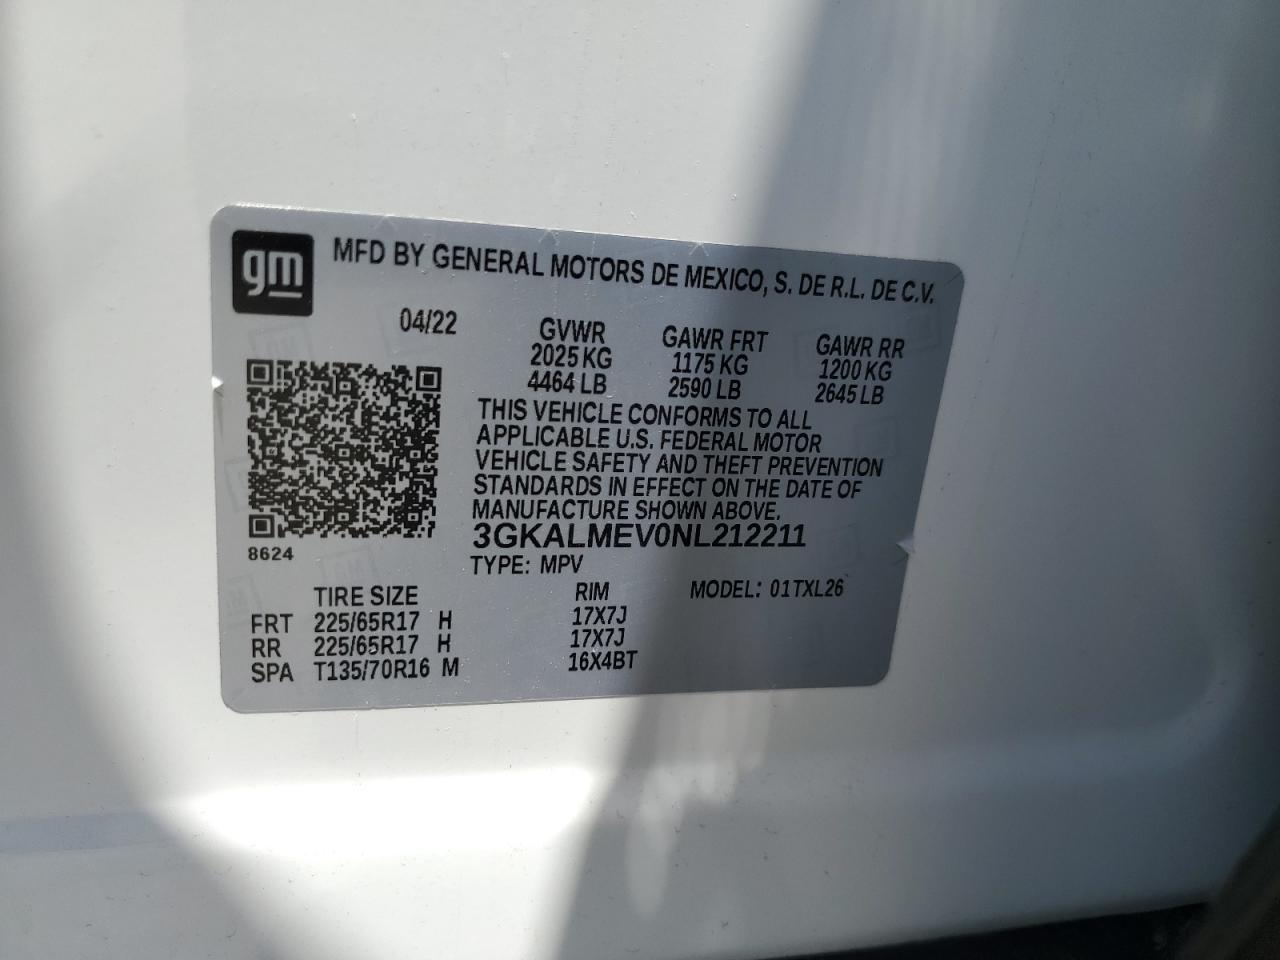 gm
MFD BY GENERAL MOTORS DE MEXICO, S. DE R.L. DE C.V.
04/22
GVWR GAWR FRT GAWR RR
2025 KG 1175 KG 1200 KG
4464 LB 2590 LB 2645 LB
THIS VEHICLE CONFORMS TO ALL
APPLICABLE U.S. FEDERAL MOTOR
VEHICLE SAFETY AND THEFT PREVENTION
STANDARDS IN EFFECT ON THE DATE OF
MANUFACTURE SHOWN ABOVE.
3GKALMEV0NL212211
8624
TYPE: MPV
TIRE SIZE RIM MODEL: 01TXL26
FRT 225/65R17 H 17X7J
RR 225/65R17 H 17X7J
SPA T135/70R16 M 16X4BT